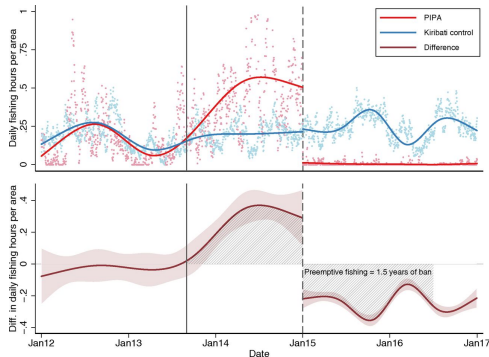 PIPA
Kiribati control
Difference
Daily fishing hours per area
1
.75
.5
.25
0
Diff. in daily fishing hours per area
.4
.2
0
-.2
-.4
Preemptive fishing = 1.5 years of ban
Jan12 Jan13 Jan14 Jan15 Jan16 Jan17
Date